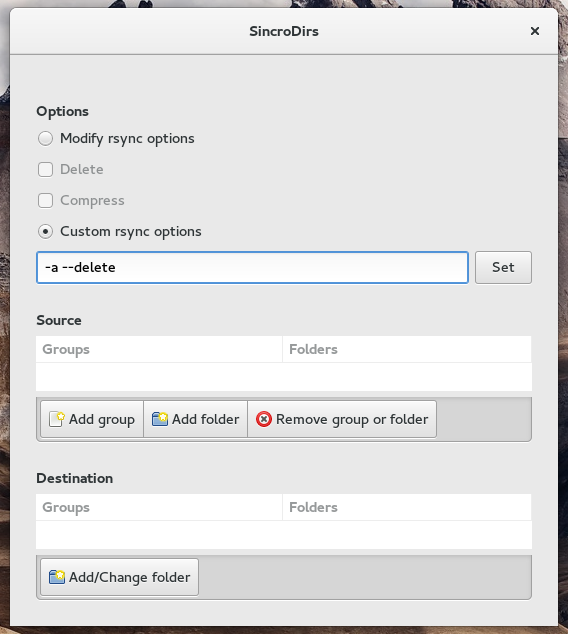 SincroDirs
Options
Modify rsync options
Delete
Compress
Custom rsync options
-a --delete Set
Source
Groups Folders
Add group Add folder Remove group or folder
Destination
Groups Folders
Add/Change folder